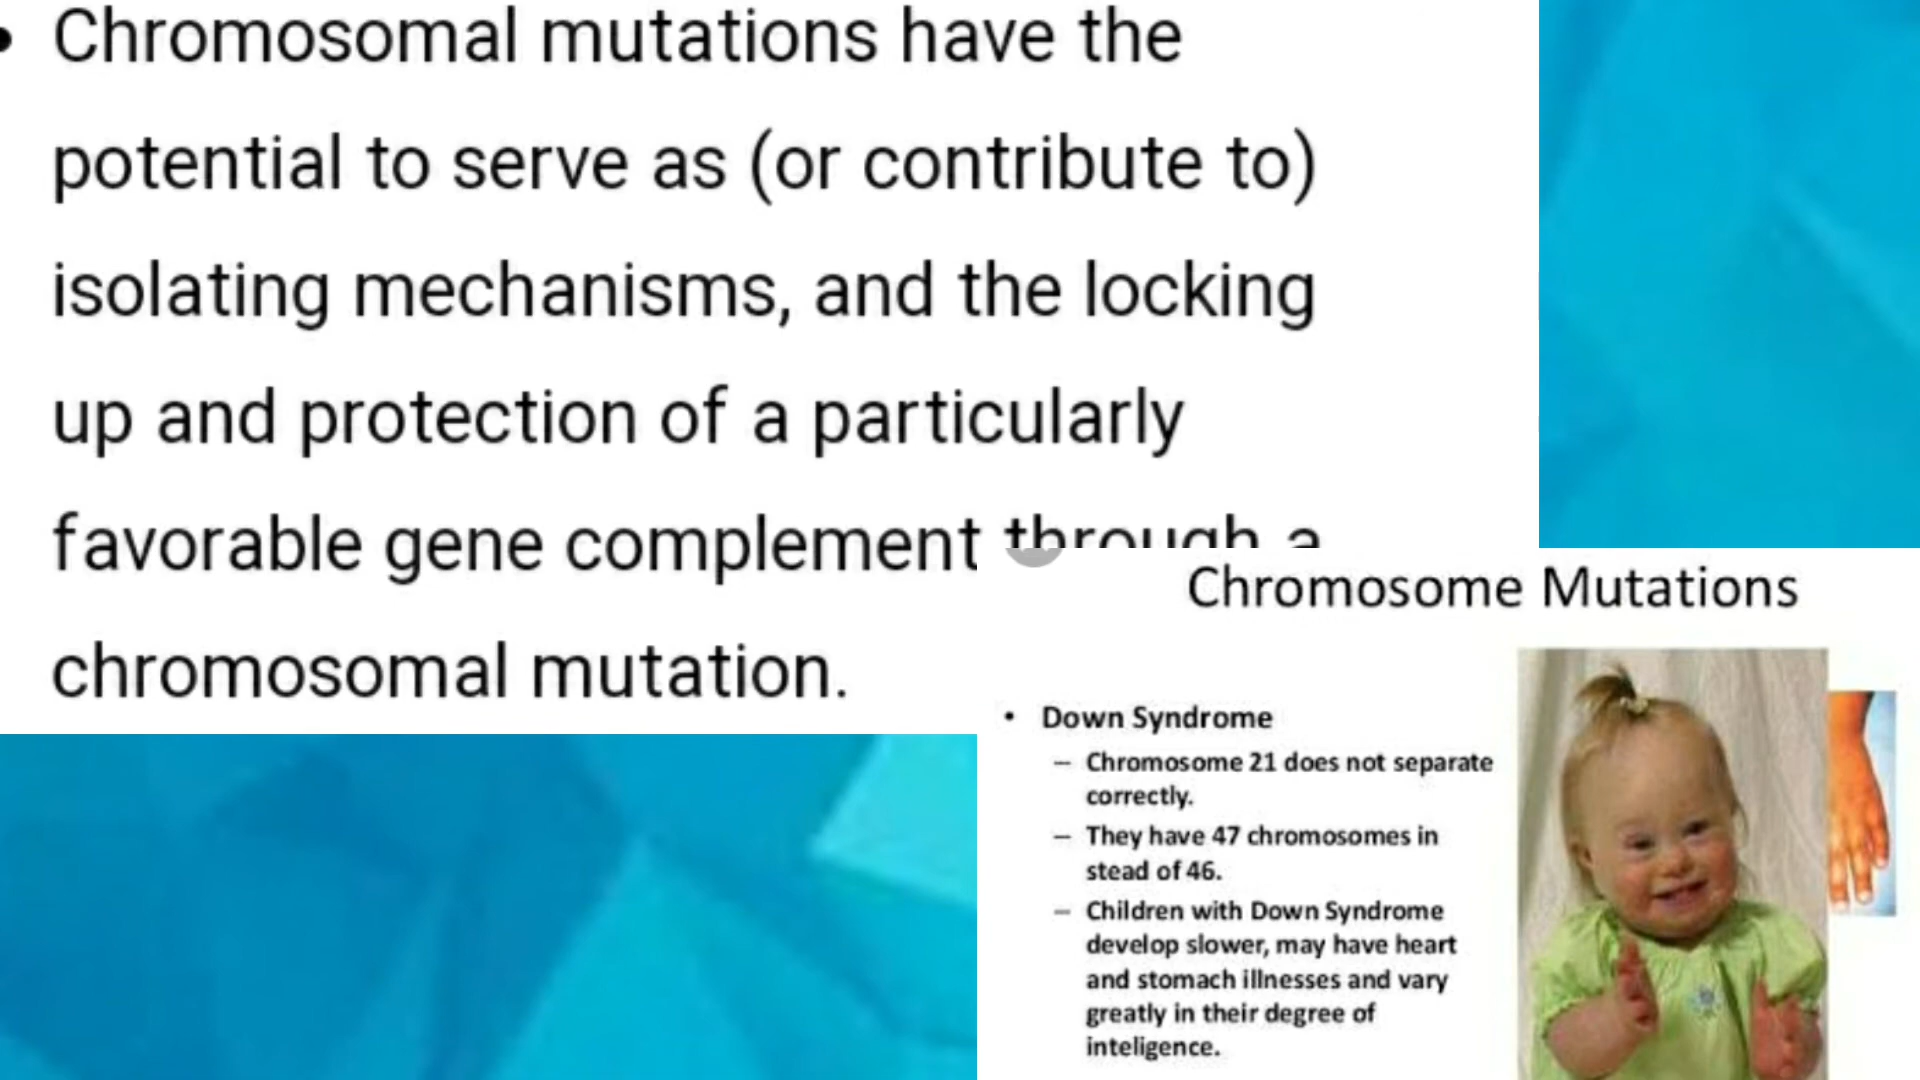 • Chromosomal mutations have the
potential to serve as (or contribute to)
isolating mechanisms, and the locking
up and protection of a particularly
favorable gene complement through a
chromosomal mutation.
Chromosome Mutations
• Down Syndrome
– Chromosome 21 does not separate
correctly.
– They have 47 chromosomes in
stead of 46.
– Children with Down Syndrome
develop slower, may have heart
and stomach illnesses and vary
greatly in their degree of
inteligence.